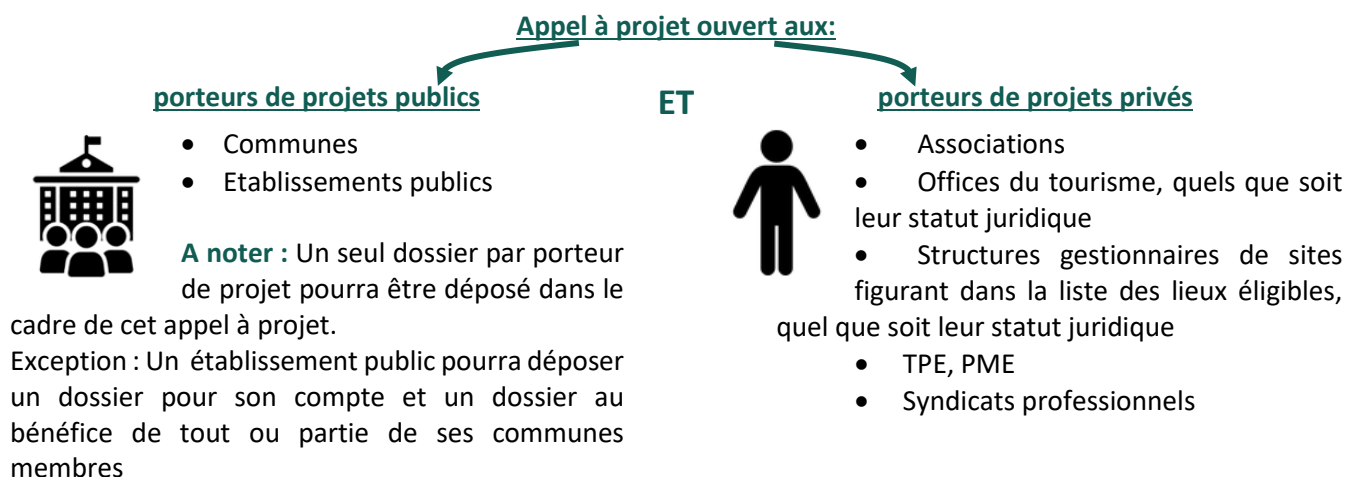 Appel à projet ouvert aux:
porteurs de projets publics
• Communes
• Etablissements publics
A noter : Un seul dossier par porteur
de projet pourra être déposé dans le
cadre de cet appel à projet.
Exception : Un établissement public pourra déposer
un dossier pour son compte et un dossier au
bénéfice de tout ou partie de ses communes
membres
ET
porteurs de projets privés
• Associations
• Offices du tourisme, quels que soit
leur statut juridique
• Structures gestionnaires de sites
figurant dans la liste des lieux éligibles,
quel que soit leur statut juridique
• TPE, PME
• Syndicats professionnels